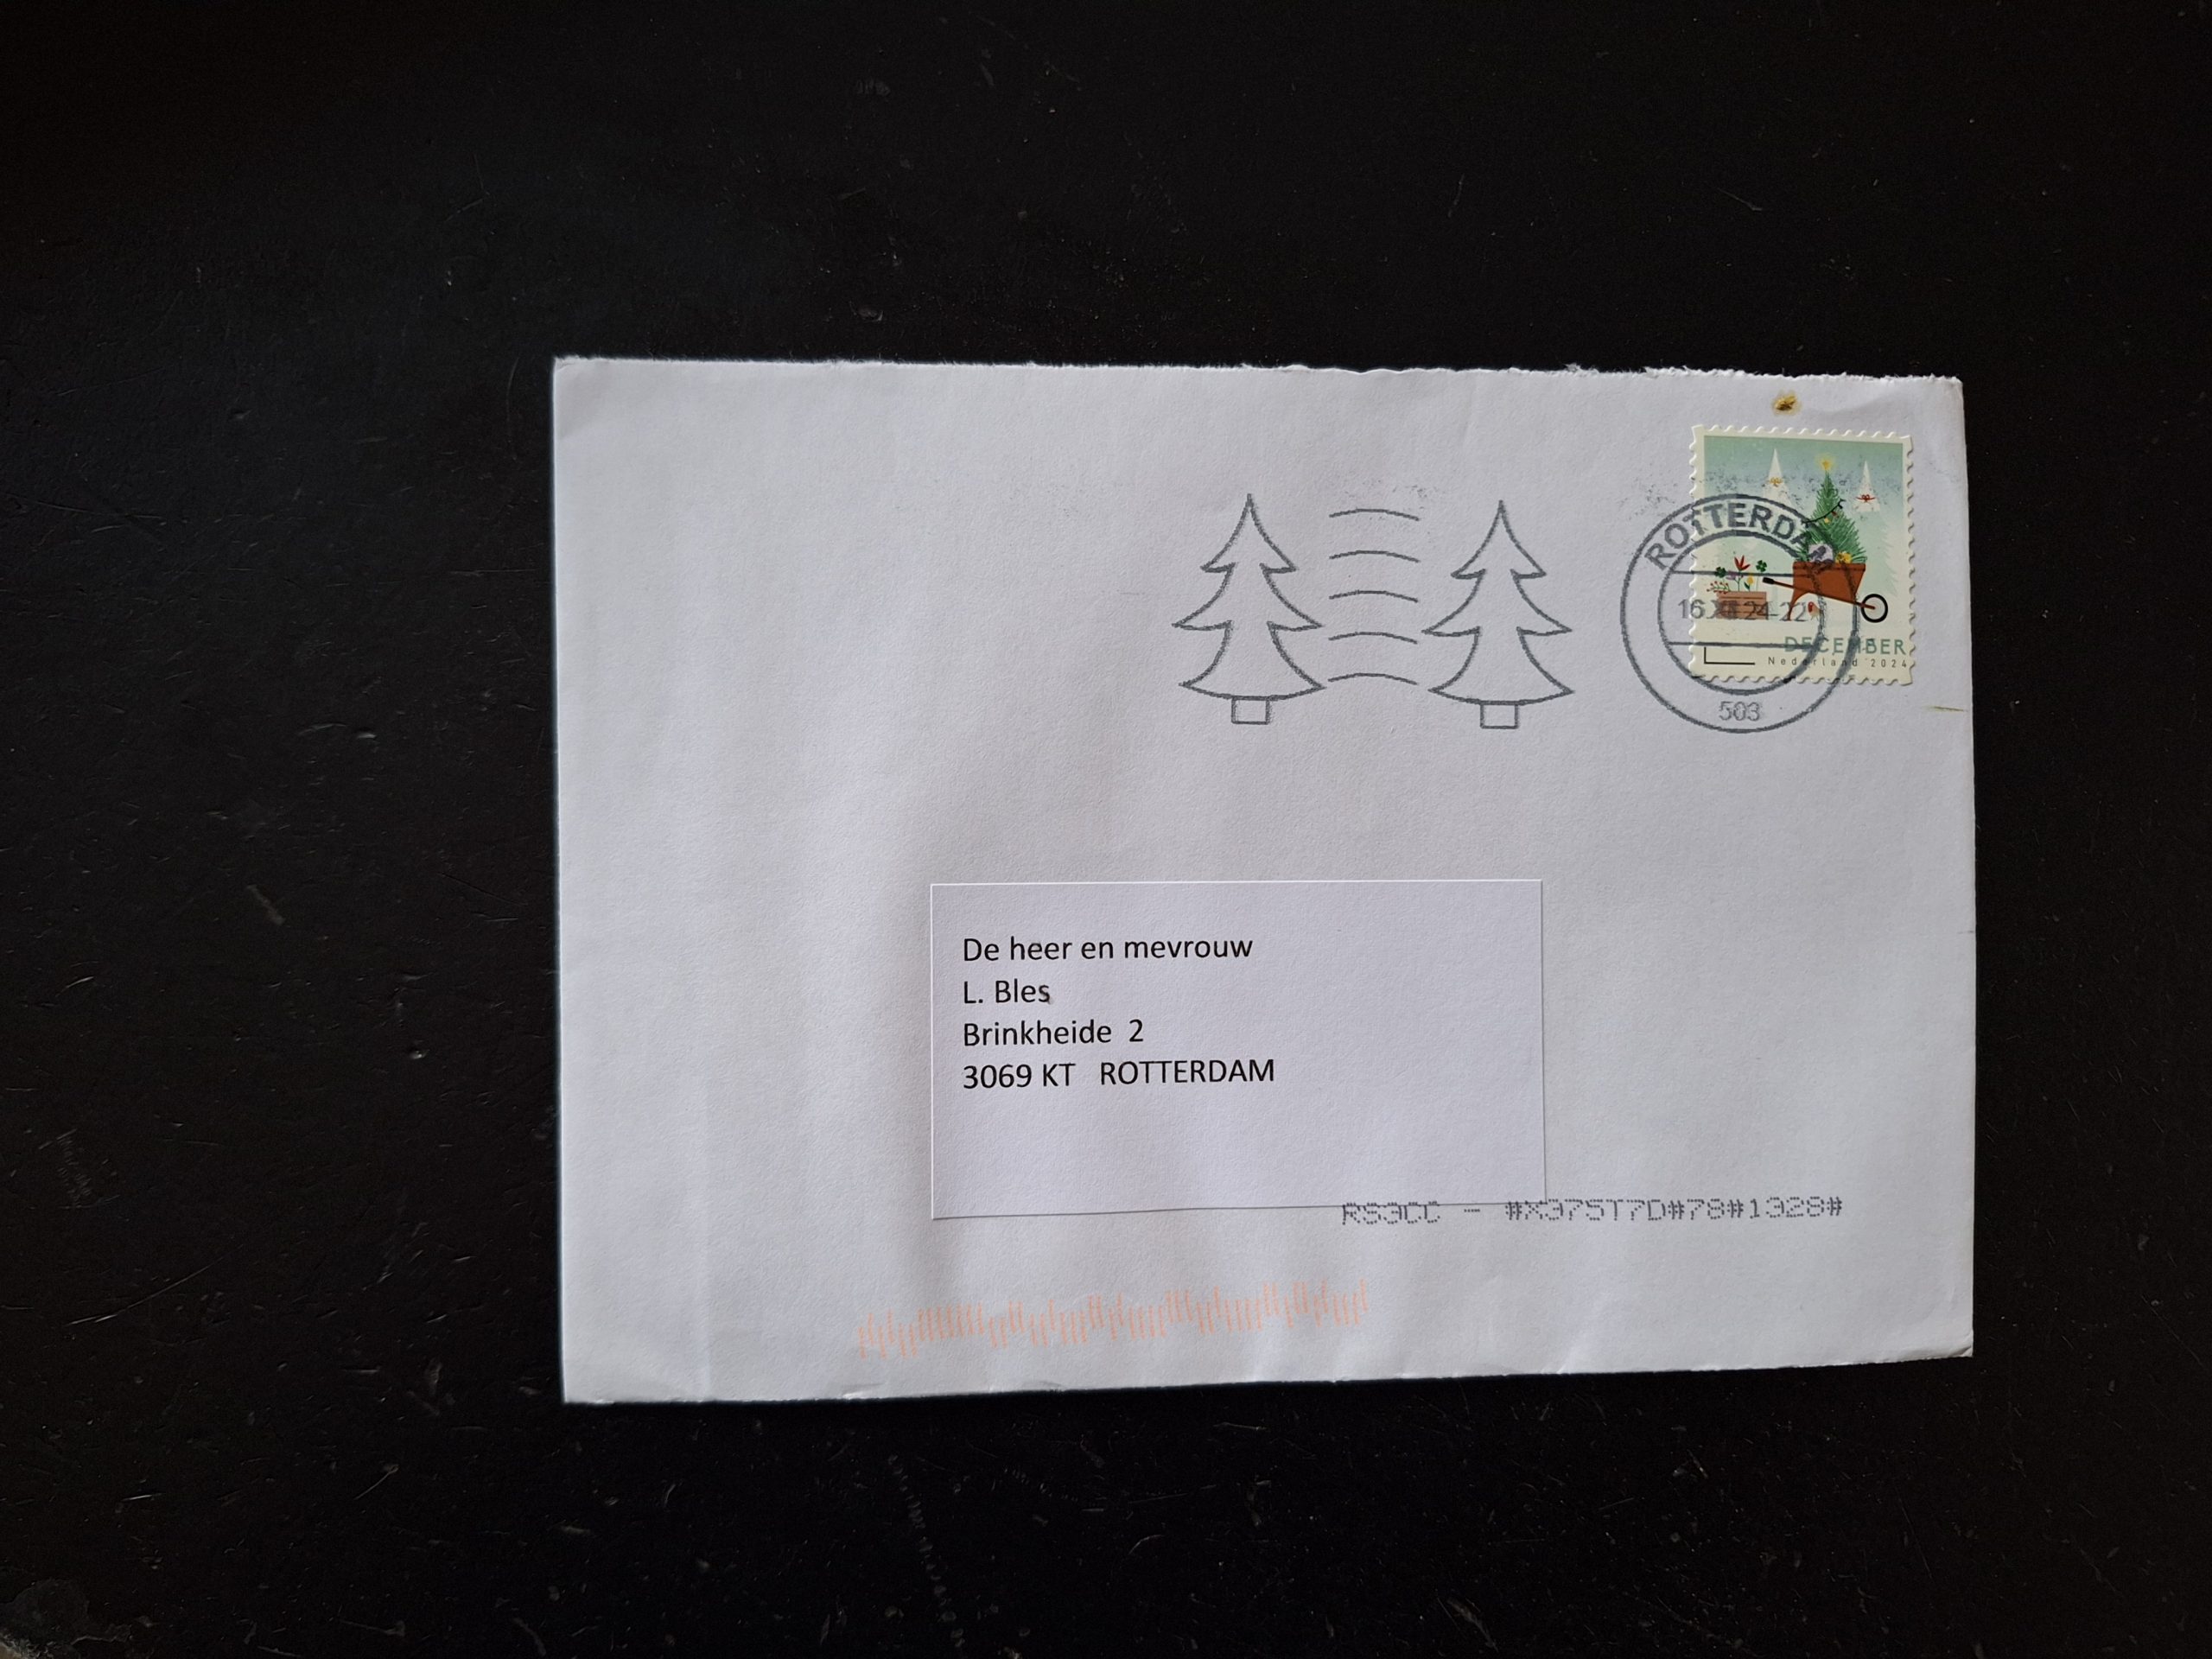 ROTTERDAM
16 XII 24-22
503
DECEMBER
Nederland 2024
De heer en mevrouw
L. Bles
Brinkheide 2
3069 KT ROTTERDAM
RS3CC - #X375T7D#78#1328#